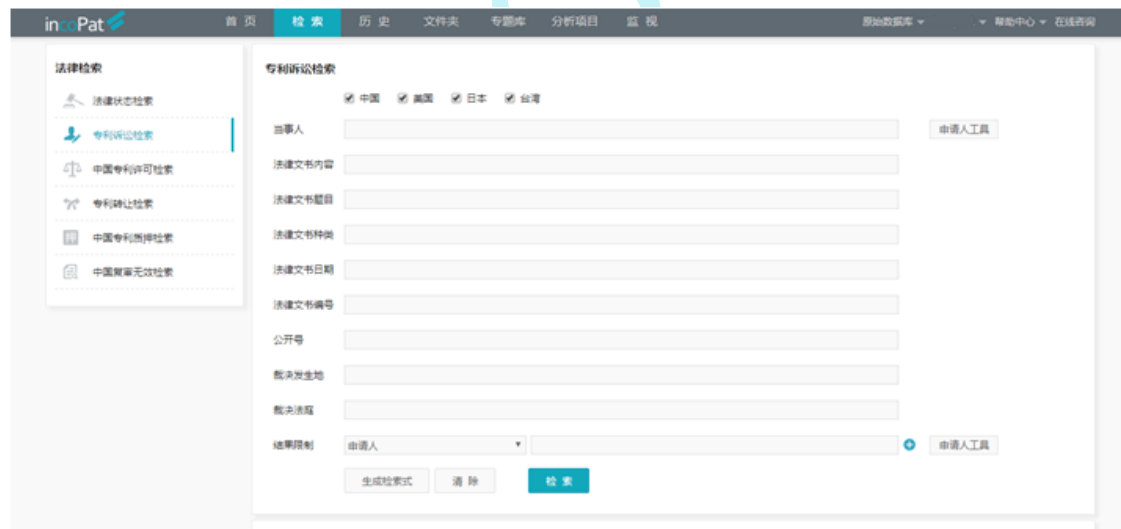 incoPat 首 页 检 索 历 史 文件夹 专题库 分析项目 监 视 原始数据库 帮助中心 在线咨询
法律检索
法律状态检索
专利诉讼检索
中国专利许可检索
专利转让检索
中国专利质押检索
中国复审无效检索
专利诉讼检索
中国 美国 日本 台湾
当事人 申请人工具
法律文书内容
法律文书题目
法律文书种类
法律文书日期
法律文书编号
公开号
裁决发生地
裁决法庭
结果限制 申请人 申请人工具
生成检索式 清 除 检 索